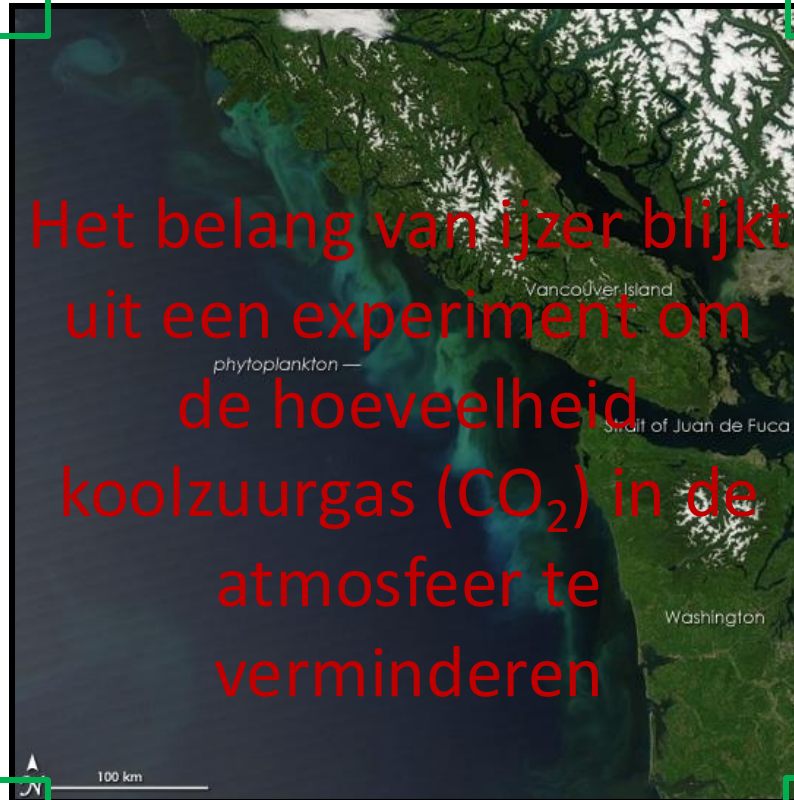 Het belang van ijzer blijkt
Vancouver Island
uit een experiment om
phytoplankton —
de hoeveelheid
Strait of Juan de Fuca
koolzuurgas (CO₂) in de
atmosfeer te
Washington
verminderen
100 km
N